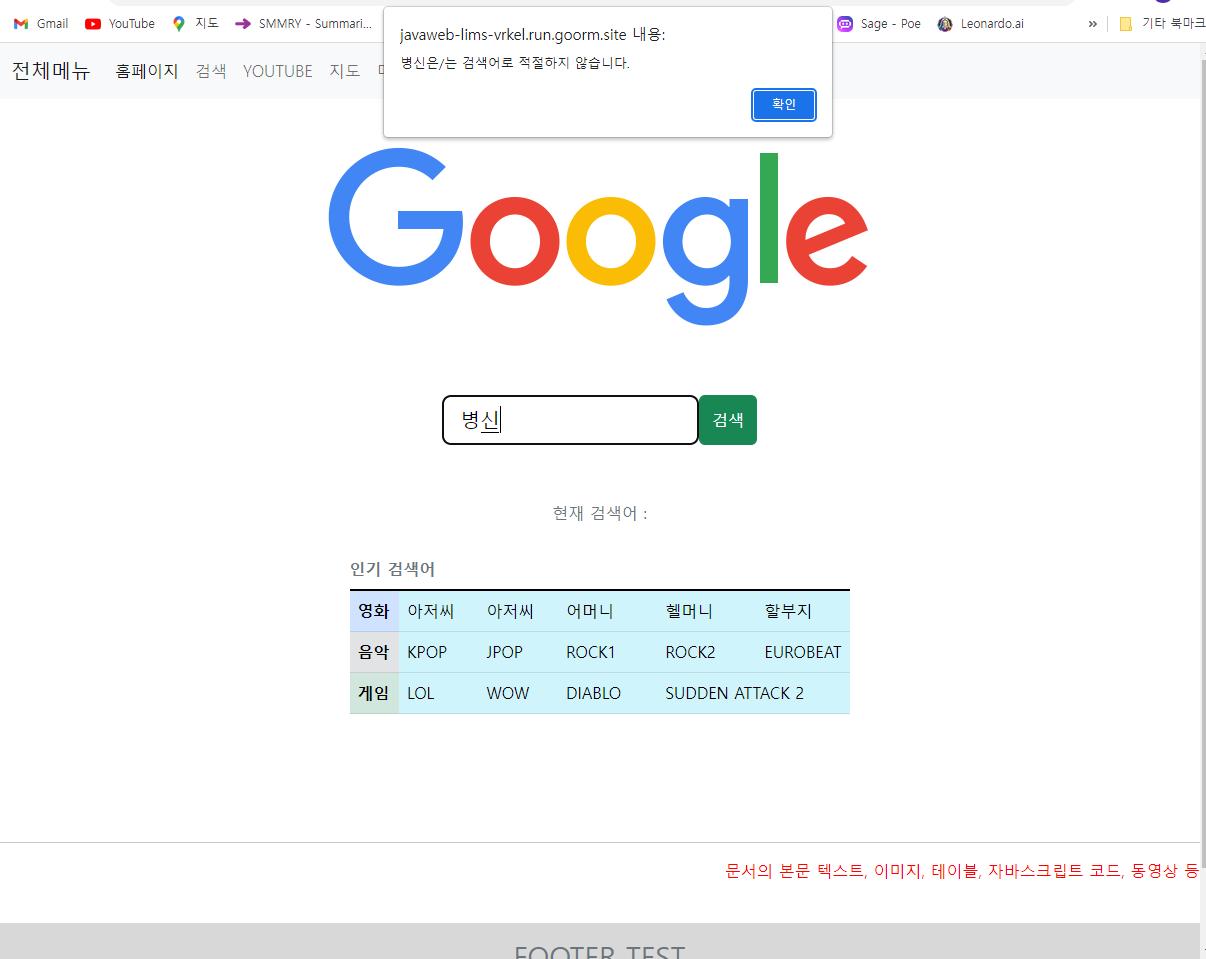 Gmail YouTube 지도 SMMRY - Summari... Sage - Poe Leonardo.ai » 기타 북마크
javaweb-lims-vrkel.run.goorm.site 내용:
병신은/는 검색어로 적절하지 않습니다.
확인
전체메뉴 홈페이지 검색 YOUTUBE 지도
Google
병신 검색
현재 검색어 :
인기 검색어
영화 아저씨 아저씨 어머니 헬머니 할부지
음악 KPOP JPOP ROCK1 ROCK2 EUROBEAT
게임 LOL WOW DIABLO SUDDEN ATTACK 2
문서의 본문 텍스트, 이미지, 테이블, 자바스크립트 코드, 동영상 등
FOOTER TEST